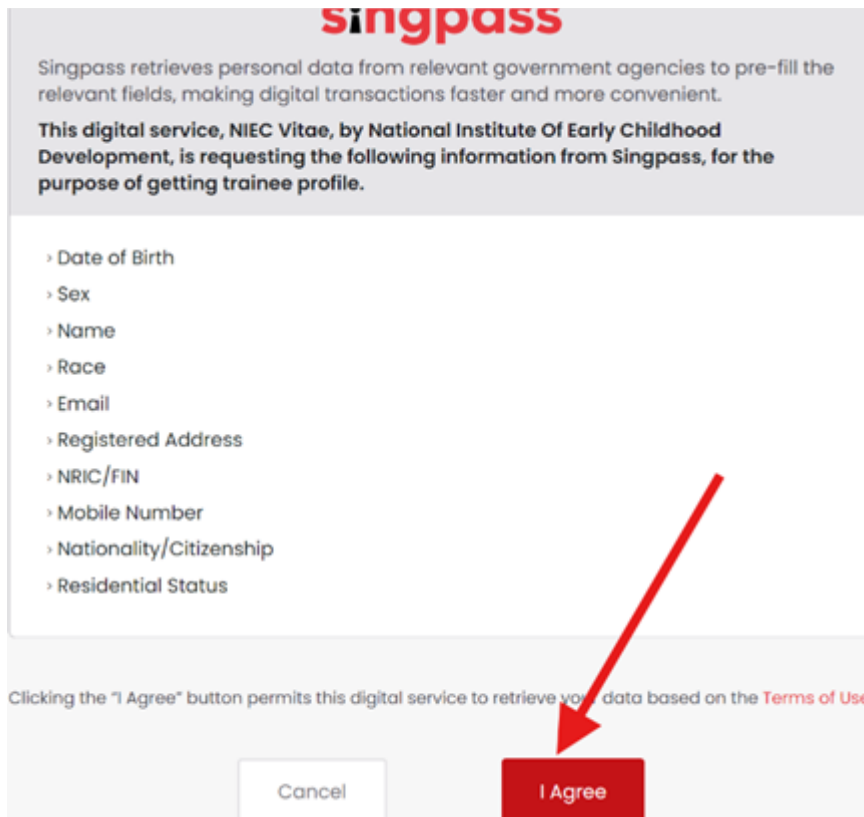 singpass
Singpass retrieves personal data from relevant government agencies to pre-fill the
relevant fields, making digital transactions faster and more convenient.
This digital service, NIEC Vitae, by National Institute Of Early Childhood
Development, is requesting the following information from Singpass, for the
purpose of getting trainee profile.
› Date of Birth
› Sex
› Name
› Race
› Email
› Registered Address
› NRIC/FIN
› Mobile Number
› Nationality/Citizenship
› Residential Status
Clicking the "I Agree" button permits this digital service to retrieve your data based on the Terms of Use
Cancel
I Agree